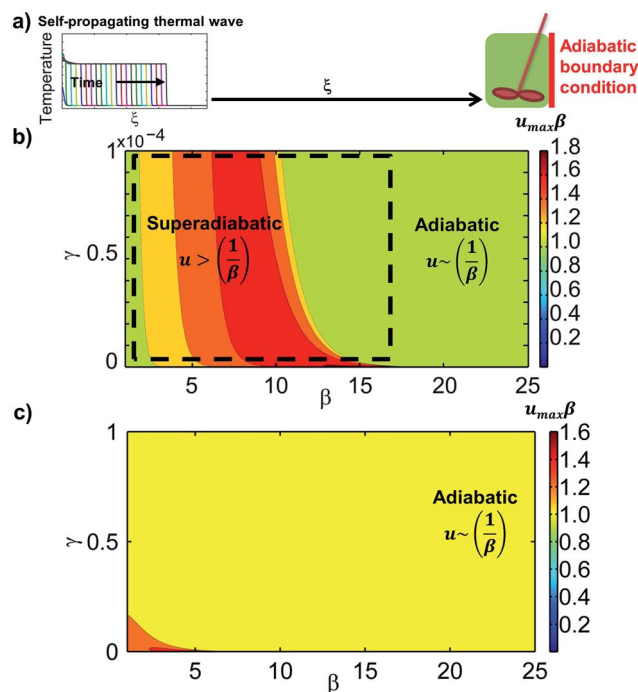 a) Self-propagating thermal wave
Temperature
Time
ξ
ξ
Adiabatic
boundary
condition
b)
1 ×10⁻⁴
0.5
0
γ
Superadiabatic
u > (1/β)
Adiabatic
u~ (1/β)
5 10 15 20 25
β
u_max β
1.8
1.6
1.4
1.2
1.0
0.8
0.6
0.4
0.2
c)
1
0.5
0
γ
Adiabatic
u~ (1/β)
5 10 15 20 25
β
u_max β
1.6
1.4
1.2
1.0
0.8
0.6
0.4
0.2